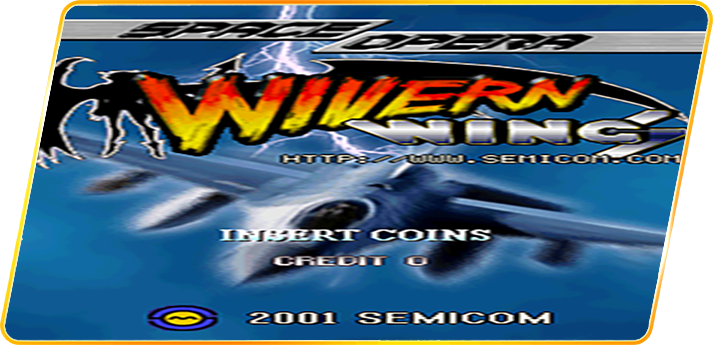 SPACE OPERA
WIVERN
WINGS
HTTP://WWW.SEMICOM.COM
INSERT COINS
CREDIT 0
2001 SEMICOM